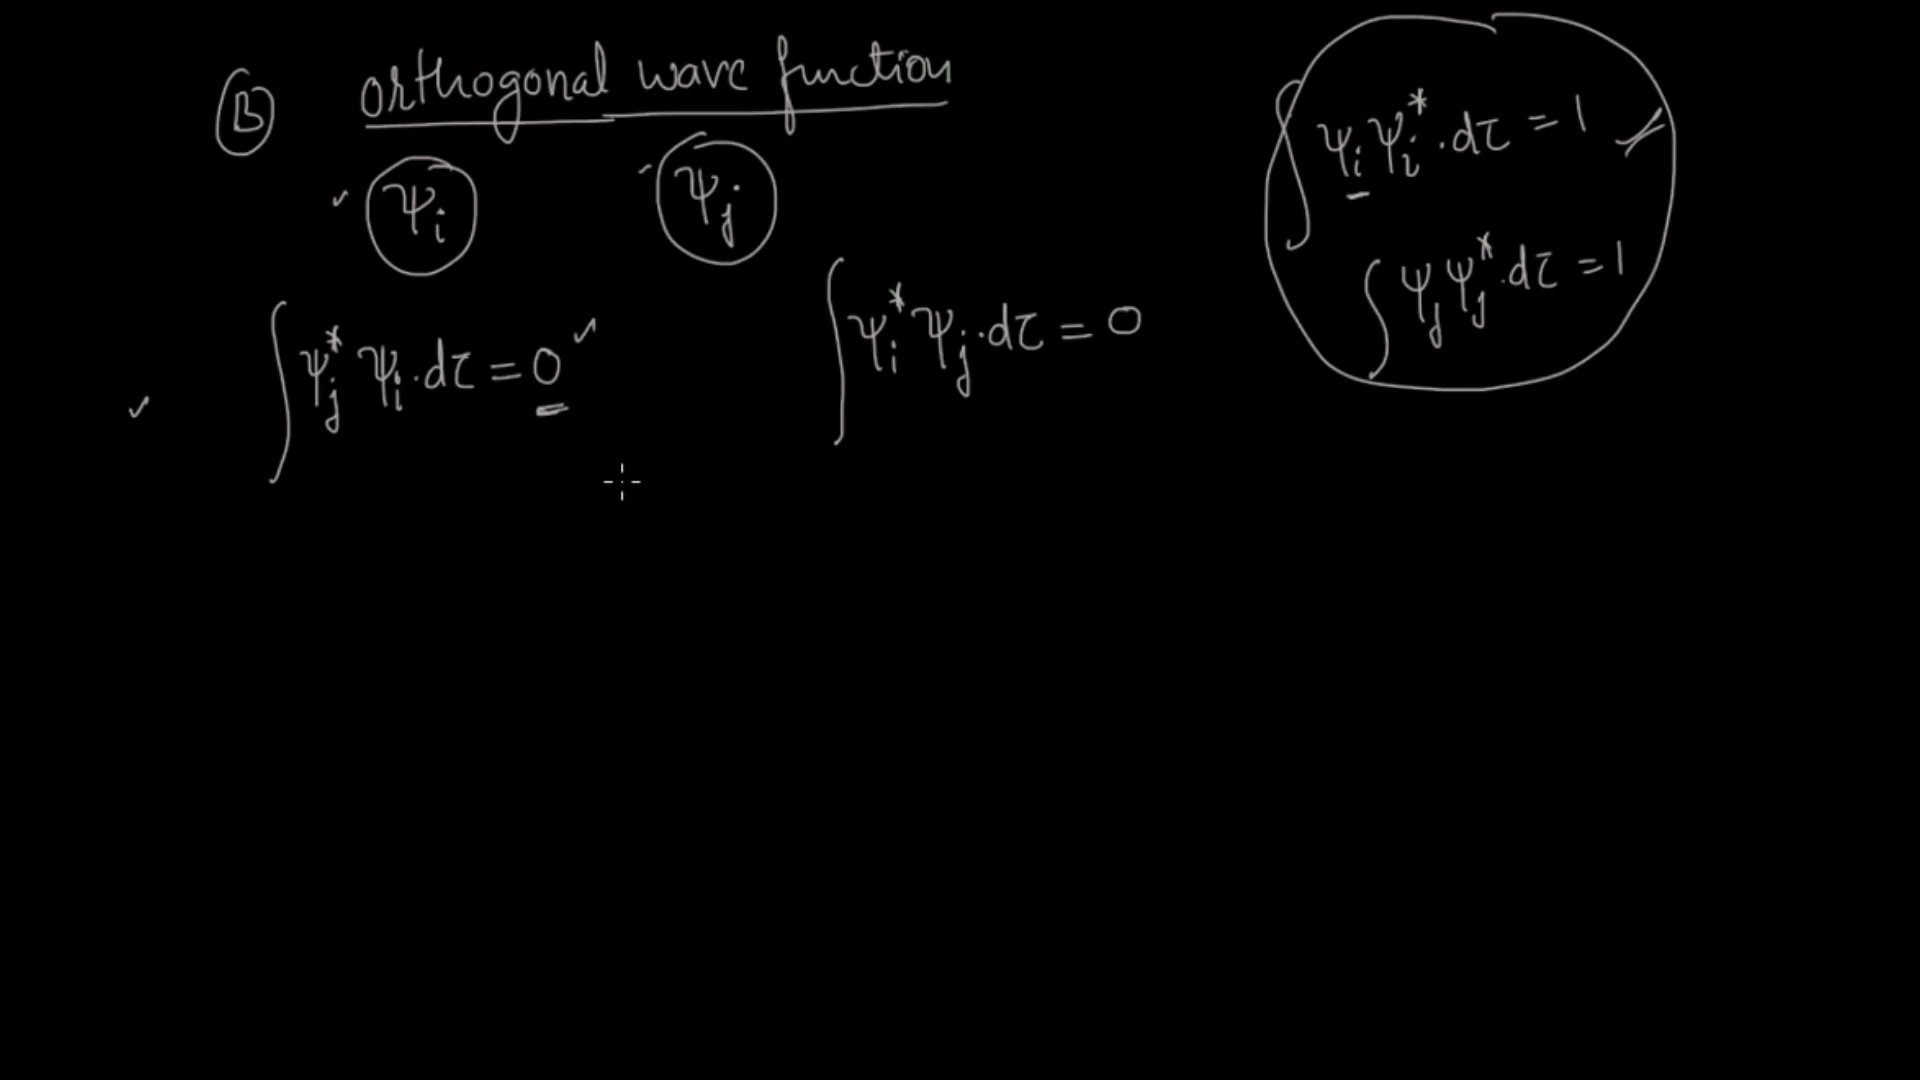 Ⓑ orthogonal wave function
ψᵢ ψⱼ
∫ψⱼ* ψᵢ·dτ = 0
∫ψᵢ* ψⱼ·dτ = 0
∫ψᵢ ψᵢ*·dτ = 1
∫ψⱼ ψⱼ*·dτ = 1